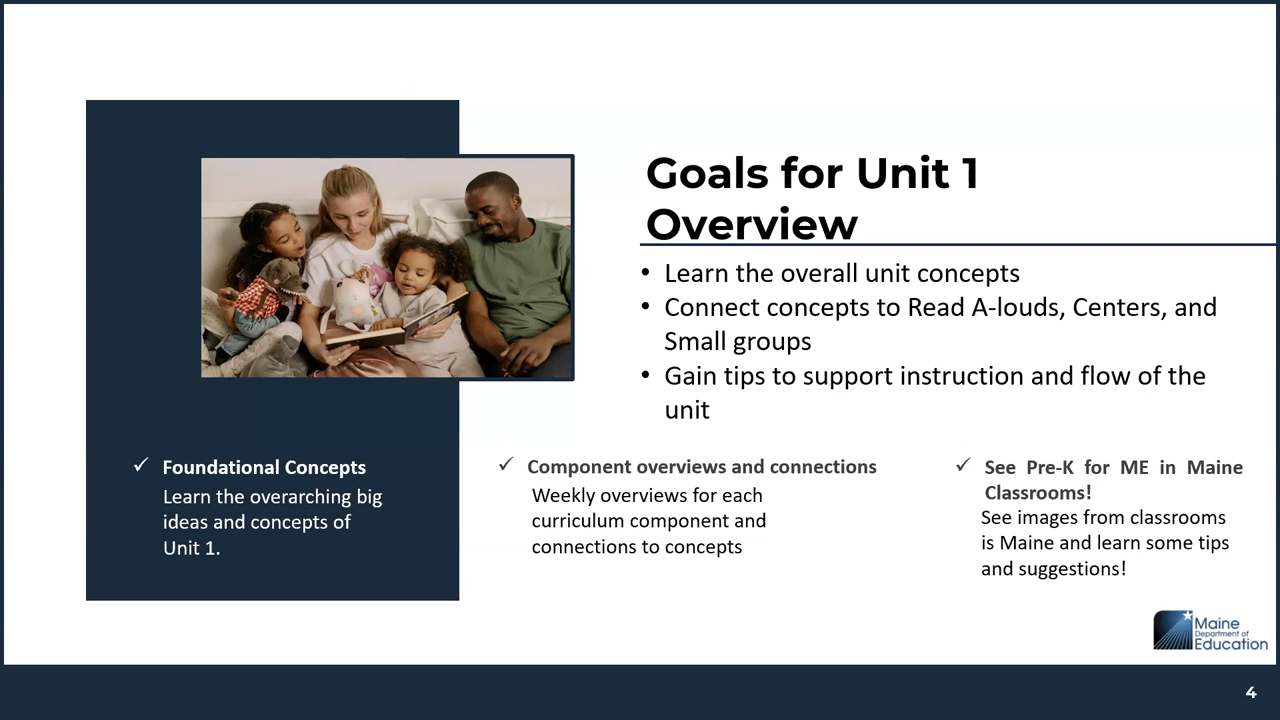 Goals for Unit 1
Overview
• Learn the overall unit concepts
• Connect concepts to Read A-louds, Centers, and
Small groups
• Gain tips to support instruction and flow of the
unit
✓ Foundational Concepts
Learn the overarching big
ideas and concepts of
Unit 1.
✓ Component overviews and connections
Weekly overviews for each
curriculum component and
connections to concepts
✓ See Pre-K for ME in Maine
Classrooms!
See images from classrooms
is Maine and learn some tips
and suggestions!
Maine
Department of
Education
4